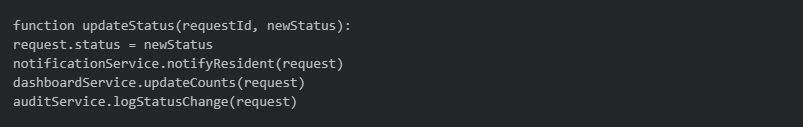 function updateStatus(requestId, newStatus):
request.status = newStatus
notificationService.notifyResident(request)
dashboardService.updateCounts(request)
auditService.logStatusChange(request)